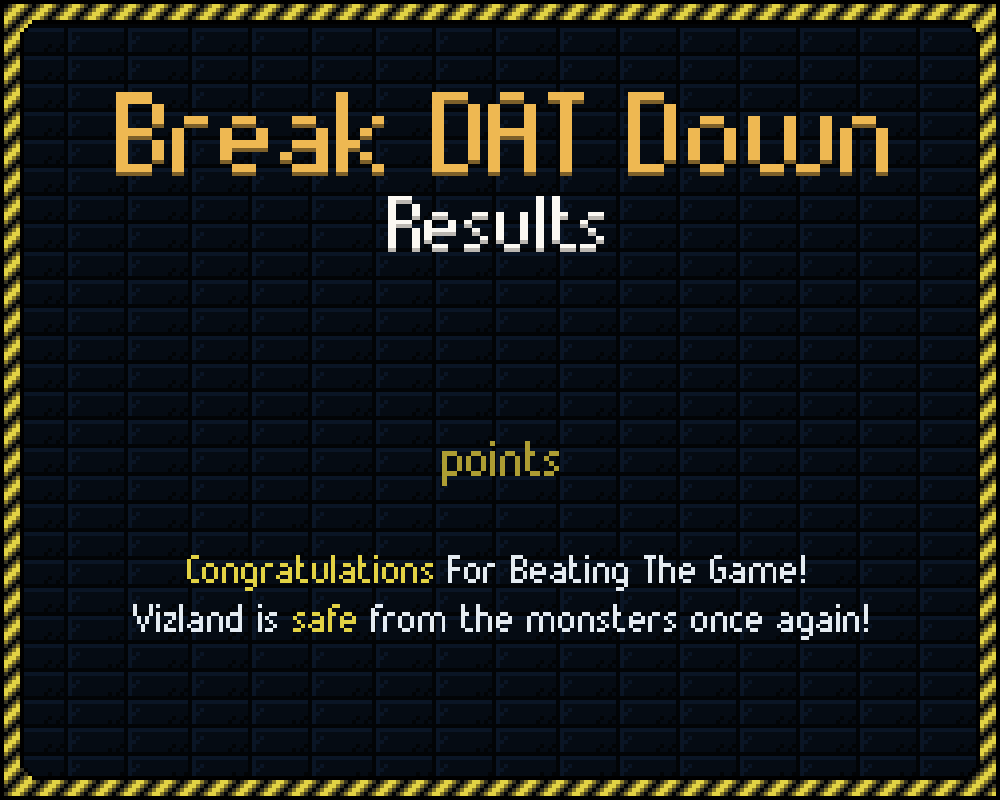 Break DAT Down
Results
points
Congratulations For Beating The Game!
Vizland is safe from the monsters once again!